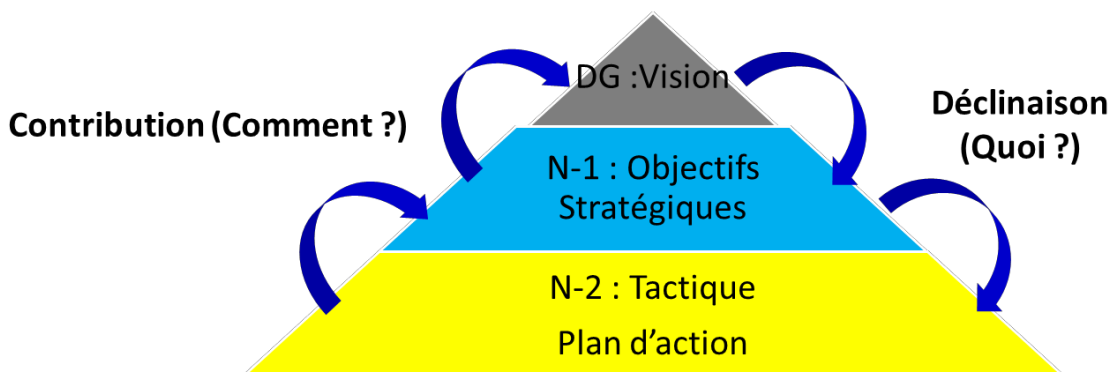 DG :Vision
Contribution (Comment ?)
Déclinaison
(Quoi ?)
N-1 : Objectifs
Stratégiques
N-2 : Tactique
Plan d’action